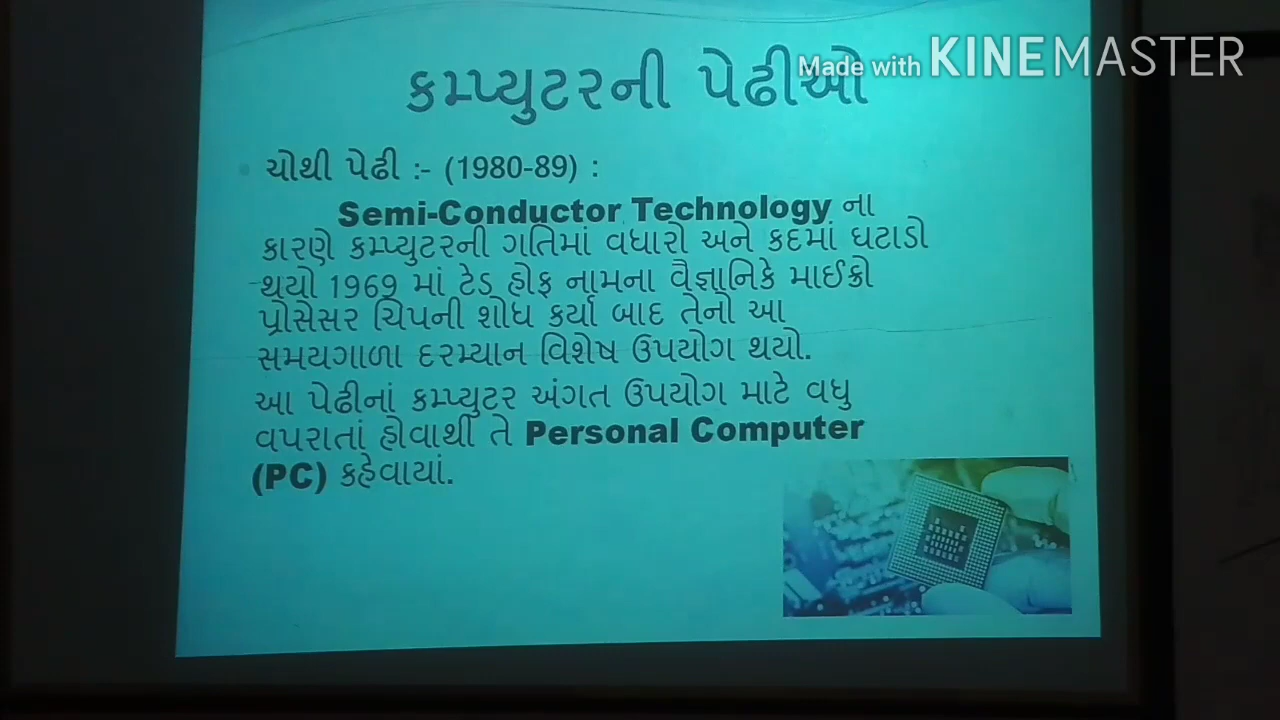 Made with KINEMASTER
કમ્પ્યુટરની પેઢીઓ
ચોથી પેઢી :- (1980-89) :
Semi-Conductor Technology ના
કારણે કમ્પ્યુટરની ગતિમાં વધારો અને કદમાં ઘટાડો
થયો 1969 માં ટેડ હોફ નામના વૈજ્ઞાનિકે માઈક્રો
પ્રોસેસર ચિપની શોધ કર્યા બાદ તેનો આ
સમયગાળા દરમ્યાન વિશેષ ઉપયોગ થયો.
આ પેઢીનાં કમ્પ્યુટર અંગત ઉપયોગ માટે વધુ
વપરાતાં હોવાથી તે Personal Computer
(PC) કહેવાયાં.